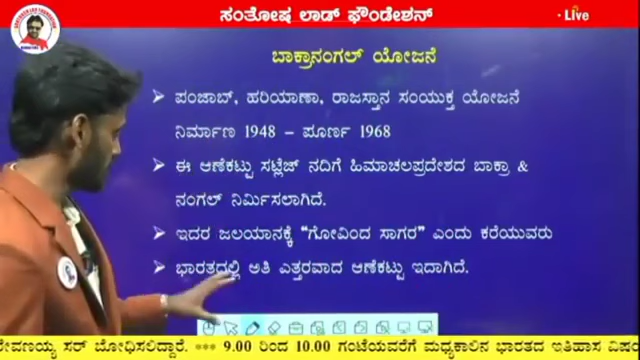 ಸಂತೋಷ ಲಾಡ್ ಫೌಂಡೇಶನ್
Live
ಬಾಕ್ರಾನಂಗಲ್ ಯೋಜನೆ
➤ ಪಂಜಾಬ್, ಹರಿಯಾಣಾ, ರಾಜಸ್ತಾನ ಸಂಯುಕ್ತ ಯೋಜನೆ
ನಿರ್ಮಾಣ 1948 – ಪೂರ್ಣ 1968
➤ ಈ ಆಣೆಕಟ್ಟು ಸಟ್ಲೆಜ್ ನದಿಗೆ ಹಿಮಾಚಲಪ್ರದೇಶದ ಬಾಕ್ರಾ &
ನಂಗಲ್ ನಿರ್ಮಿಸಲಾಗಿದೆ.
➤ ಇದರ ಜಲಯಾನಕ್ಕೆ "ಗೋವಿಂದ ಸಾಗರ" ಎಂದು ಕರೆಯುವರು
➤ ಭಾರತದಲ್ಲಿ ಅತಿ ಎತ್ತರವಾದ ಆಣೆಕಟ್ಟು ಇದಾಗಿದೆ.
ರೇವಣಯ್ಯ ಸರ್ ಬೋಧಿಸಲಿದ್ದಾರೆ. *** 9.00 ರಿಂದ 10.00 ಗಂಟೆಯವರೆಗೆ ಮಧ್ಯಕಾಲಿನ ಭಾರತದ ಇತಿಹಾಸ ವಿಷಂ